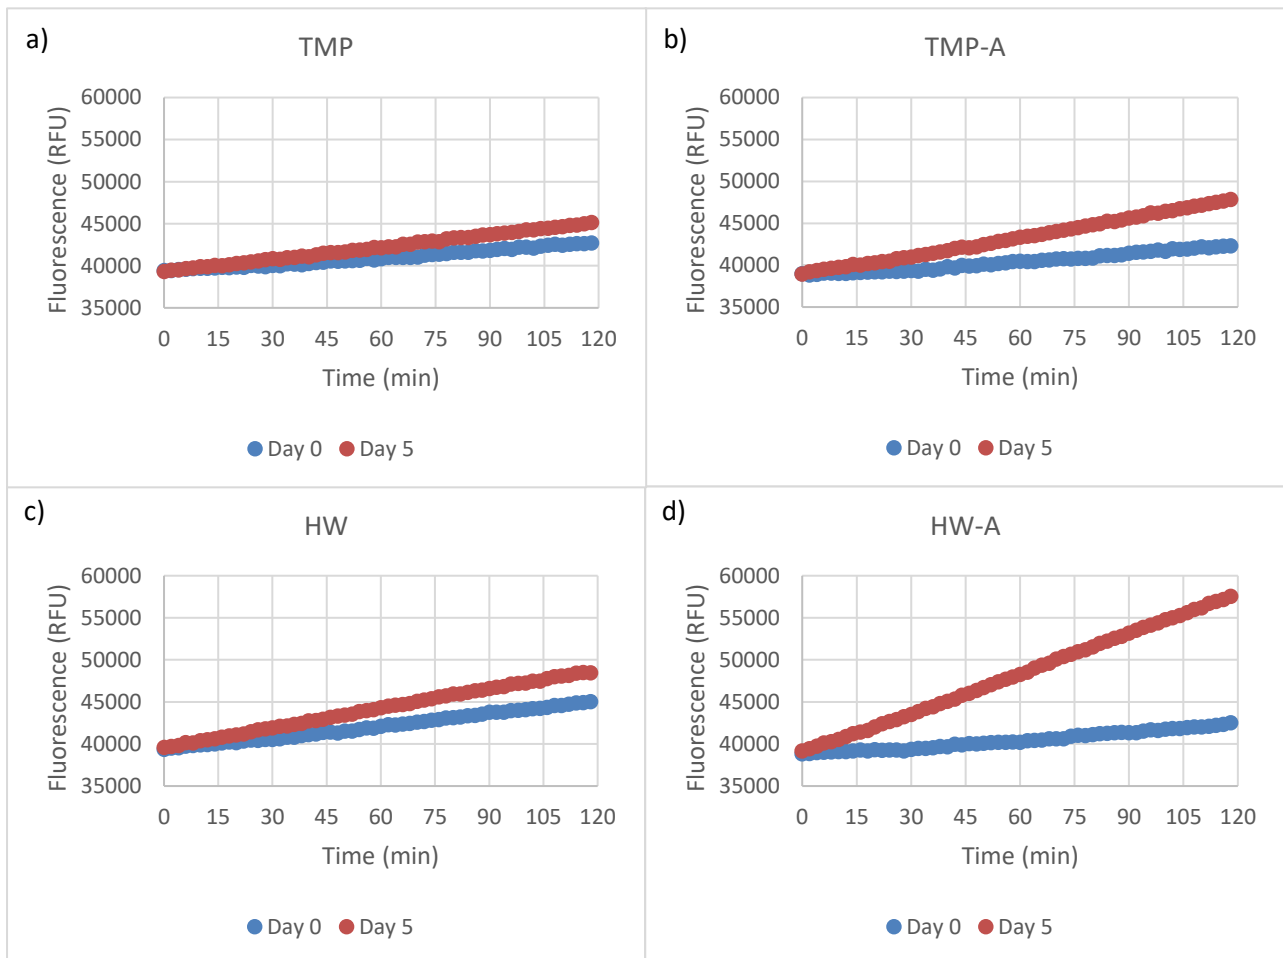 a)
TMP
Fluorescence (RFU)
60000
55000
50000
45000
40000
35000
0 15 30 45 60 75 90 105 120
Time (min)
Day 0 Day 5
b)
TMP-A
Fluorescence (RFU)
60000
55000
50000
45000
40000
35000
0 15 30 45 60 75 90 105 120
Time (min)
Day 0 Day 5
c)
HW
Fluorescence (RFU)
60000
55000
50000
45000
40000
35000
0 15 30 45 60 75 90 105 120
Time (min)
Day 0 Day 5
d)
HW-A
Fluorescence (RFU)
60000
55000
50000
45000
40000
35000
0 15 30 45 60 75 90 105 120
Time (min)
Day 0 Day 5